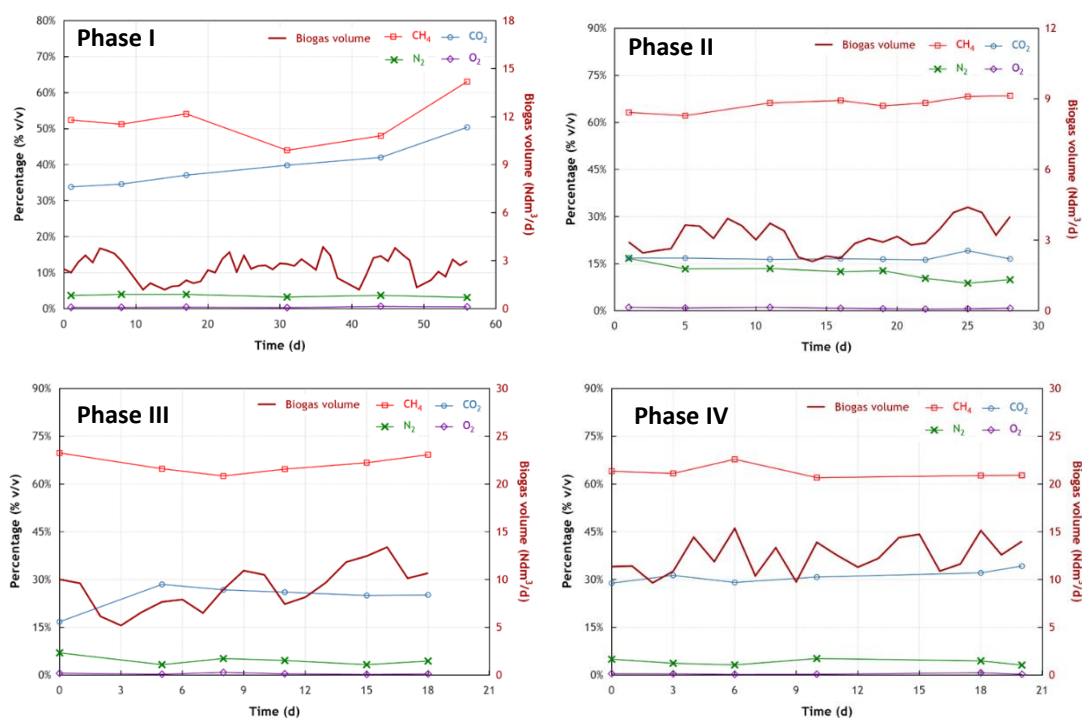 Phase I
Biogas volume CH4 CO2
N2 O2
80%
70%
60%
50%
40%
30%
20%
10%
0%
Percentage (% v/v)
18
15
12
9
6
3
0
Biogas volume (Ndm3/d)
0 10 20 30 40 50 60
Time (d)
Phase II
Biogas volume CH4 CO2
N2 O2
90%
75%
60%
45%
30%
15%
0%
Percentage (% v/v)
12
9
6
3
0
Biogas volume (Ndm3/d)
0 5 10 15 20 25 30
Time (d)
Phase III
Biogas volume CH4 CO2
N2 O2
90%
75%
60%
45%
30%
15%
0%
Percentage (% v/v)
30
25
20
15
10
5
0
Biogas volume (Ndm3/d)
0 3 6 9 12 15 18 21
Time (d)
Phase IV
Biogas volume CH4 CO2
N2 O2
90%
75%
60%
45%
30%
15%
0%
Percentage (% v/v)
30
25
20
15
10
5
0
Biogas volume (Ndm3/d)
0 3 6 9 12 15 18 21
Time (d)